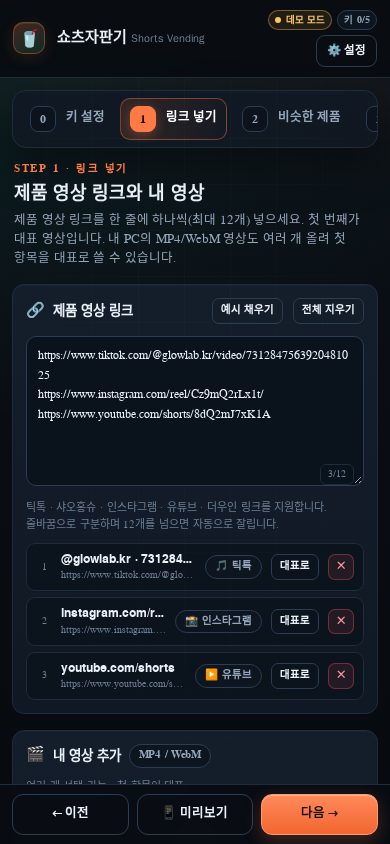 쇼츠자판기 Shorts Vending
데모 모드
키 0/5
⚙️ 설정
0 키 설정
1 링크 넣기
2 비슷한 제품
STEP 1 · 링크 넣기
제품 영상 링크와 내 영상
제품 영상 링크를 한 줄에 하나씩(최대 12개) 넣으세요. 첫 번째가
대표 영상입니다. 내 PC의 MP4/WebM 영상도 여러 개 올려 첫
항목을 대표로 쓸 수 있습니다.
🔗 제품 영상 링크
예시 채우기
전체 지우기
https://www.tiktok.com/@glowlab.kr/video/73128475639204810
25
https://www.instagram.com/reel/Cz9mQ2rLx1t/
https://www.youtube.com/shorts/8dQ2mJ7xK1A
3/12
틱톡 · 샤오홍슈 · 인스타그램 · 유튜브 · 더우인 링크를 지원합니다.
줄바꿈으로 구분하며 12개를 넘으면 자동으로 잘립니다.
1 @glowlab.kr · 731284...
https://www.tiktok.com/@glo...
🎵 틱톡
대표로
✕
2 instagram.com/r...
https://www.instagram....
📸 인스타그램
대표로
✕
3 youtube.com/shorts
https://www.youtube.com/s...
▶️ 유튜브
대표로
✕
🎬 내 영상 추가
MP4 / WebM
← 이전
📱 미리보기
다음 →